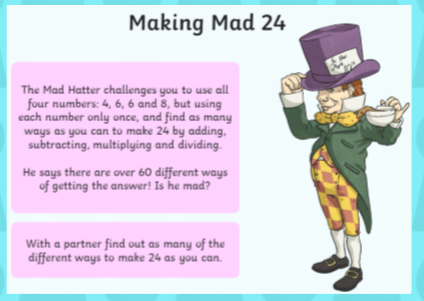 Making Mad 24
The Mad Hatter challenges you to use all
four numbers: 4, 6, 6 and 8, but using
each number only once, and find as many
ways as you can to make 24 by adding,
subtracting, multiplying and dividing.
He says there are over 60 different ways
of getting the answer! Is he mad?
With a partner find out as many of the
different ways to make 24 as you can.